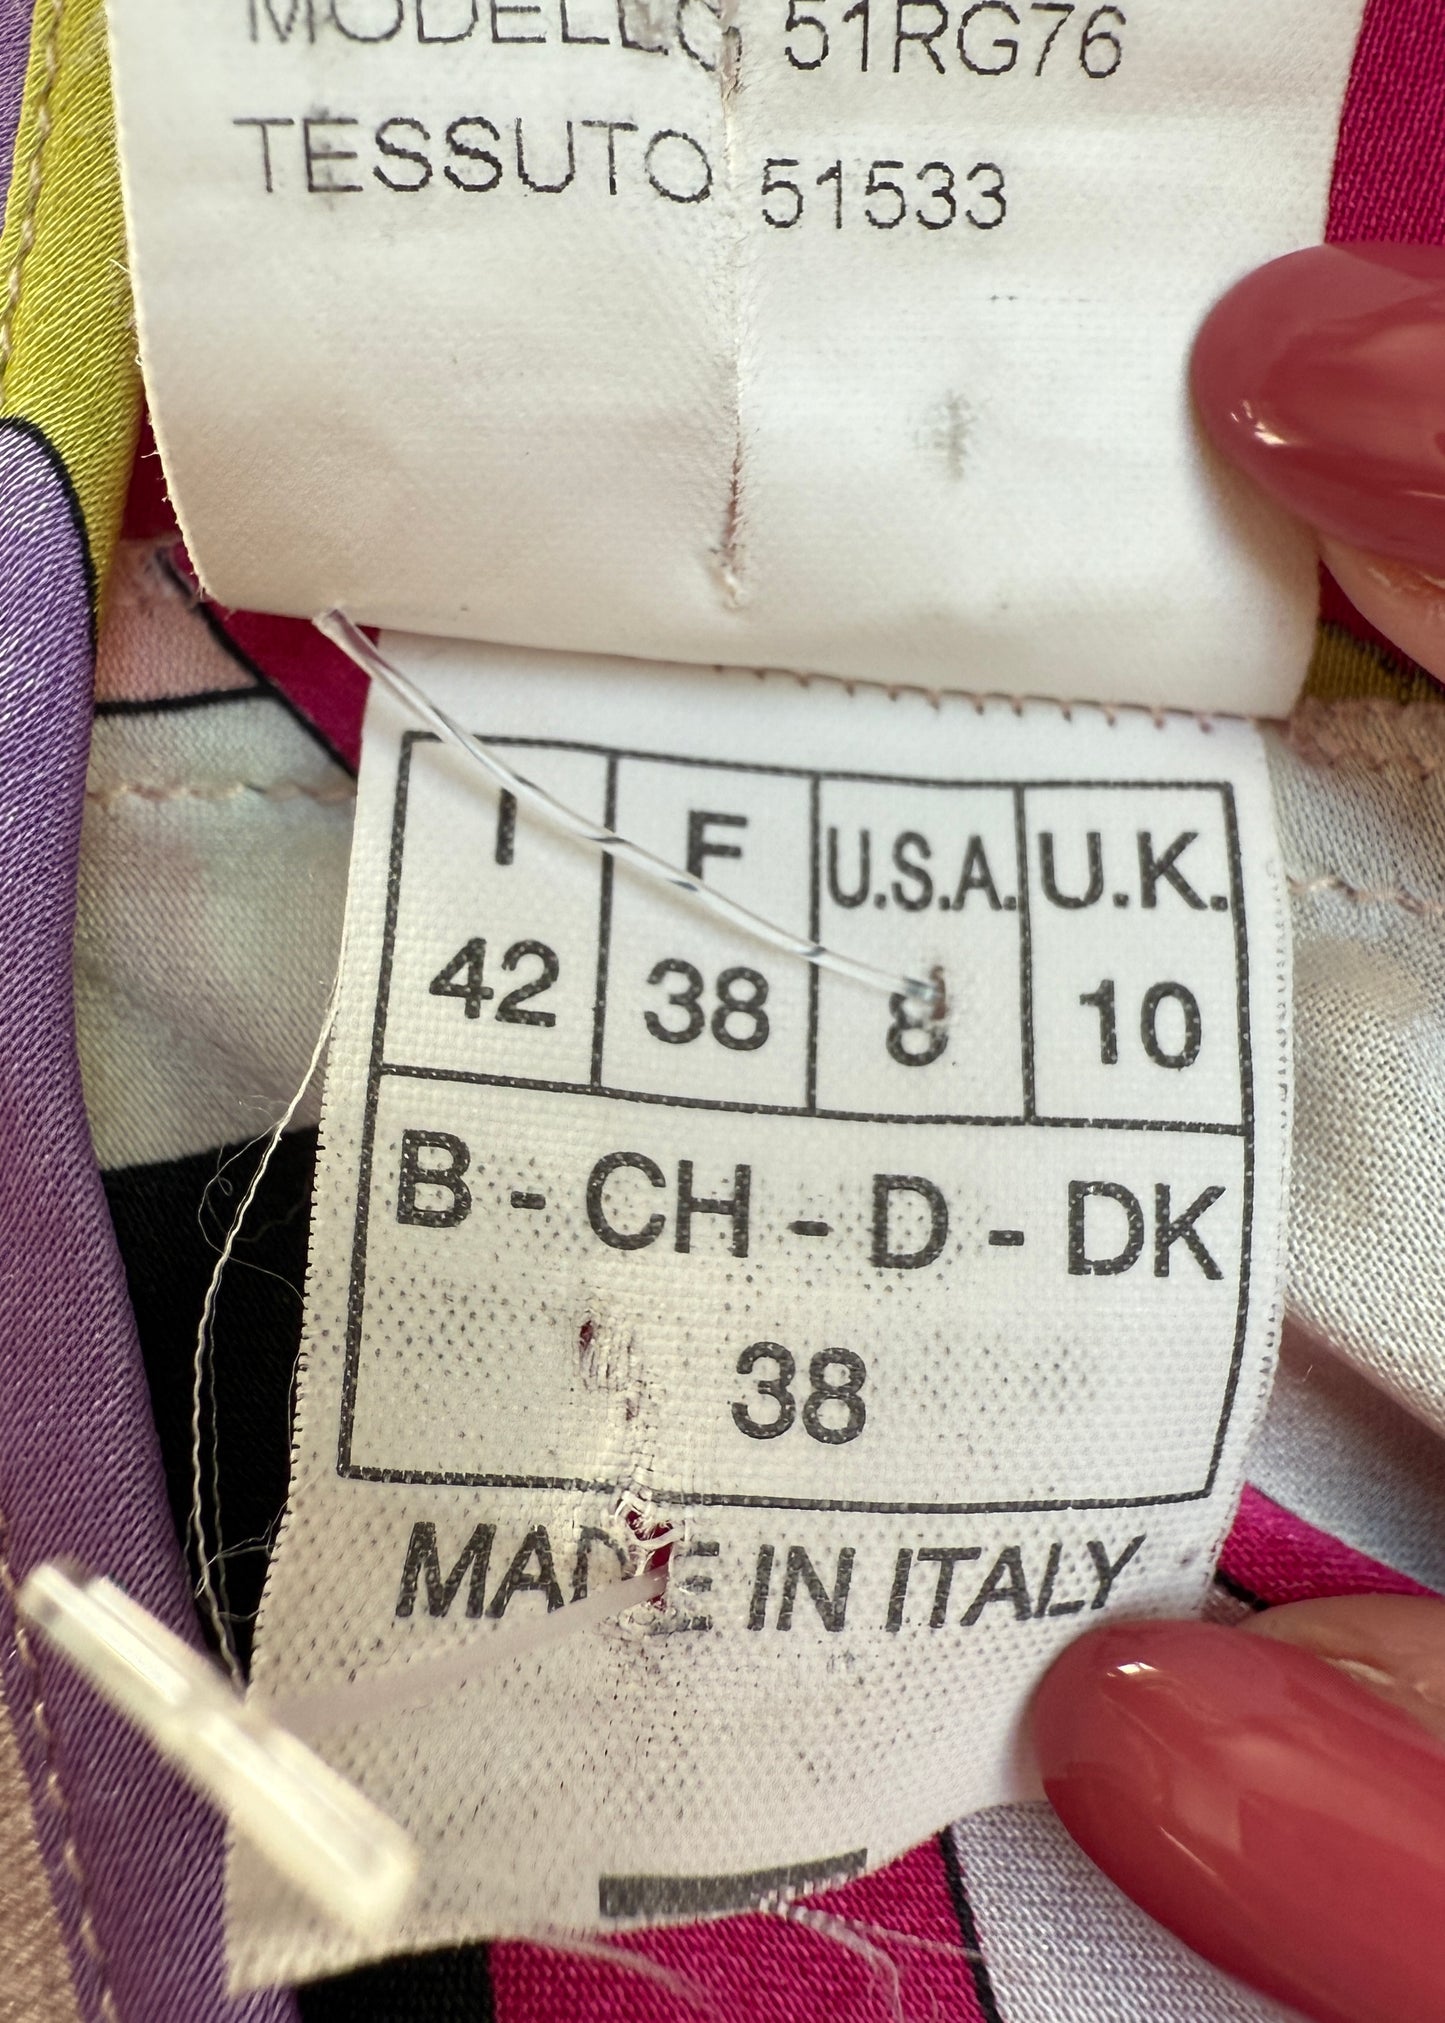 MODELLO 51RG76
TESSUTO 51533
I F U.S.A. U.K.
42 38 8 10
B - CH - D - DK
38
MADE IN ITALY